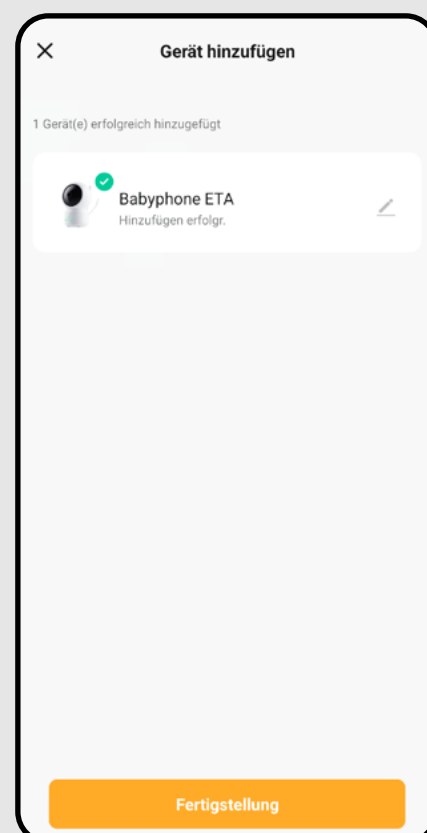 Gerät hinzufügen
1 Gerät(e) erfolgreich hinzugefügt
Babyphone ETA
Hinzufügen erfolgr.
Fertigstellung